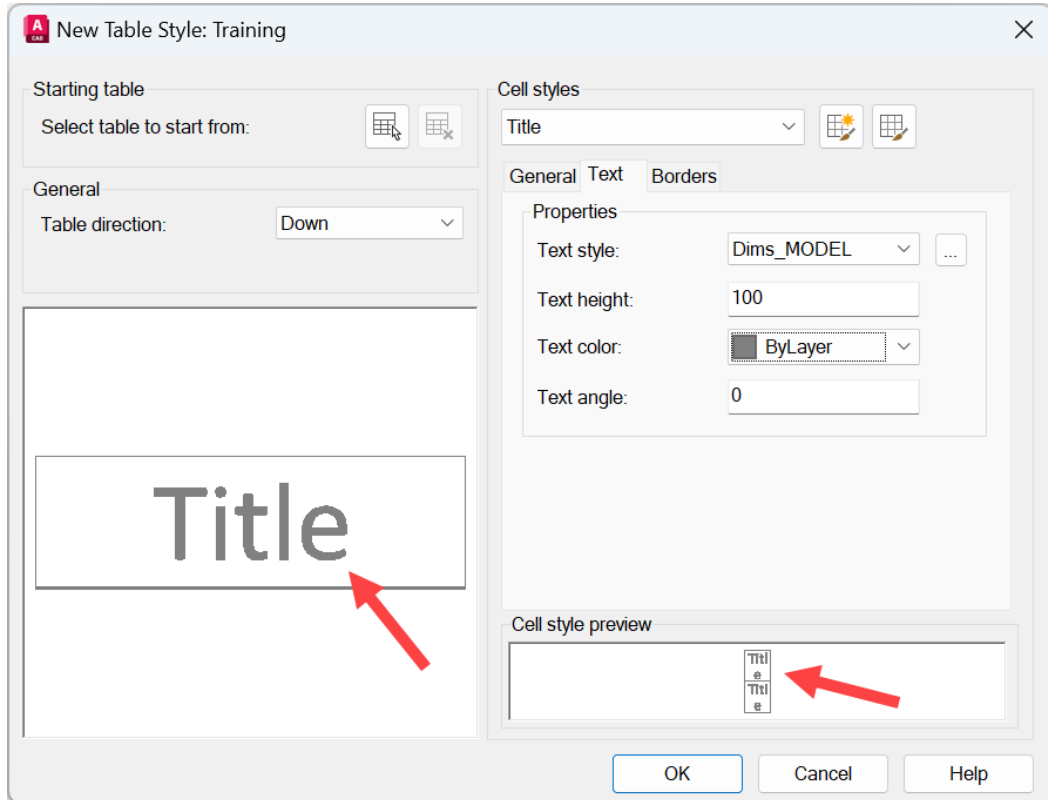 A
CAD
New Table Style: Training
Starting table
Select table to start from:
General
Table direction:
Down
Title
Cell styles
Title
General
Text
Borders
Properties
Text style:
Dims_MODEL
...
Text height:
100
Text color:
ByLayer
Text angle:
0
Cell style preview
Titl
e
Titl
e
OK
Cancel
Help